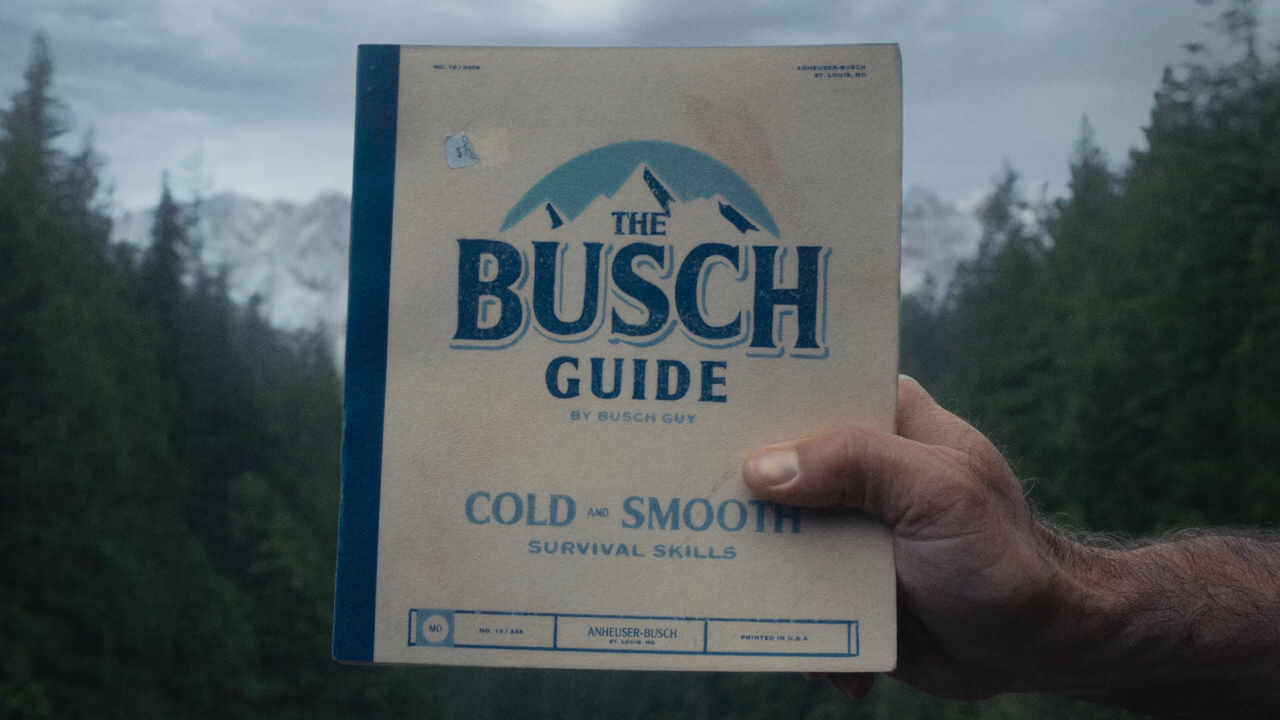 ANHEUSER-BUSCH
ST. LOUIS, MO
THE
BUSCH
GUIDE
BY BUSCH GUY
COLD AND SMOOTH
SURVIVAL SKILLS
MO
ANHEUSER-BUSCH
ST. LOUIS, MO
PRINTED IN U.S.A